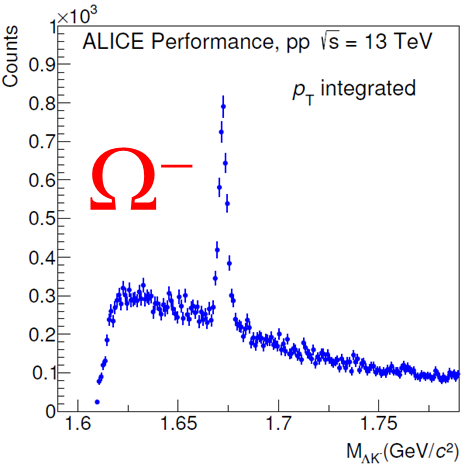 ×10³
ALICE Performance, pp √s = 13 TeV
p_T integrated
Ω⁻
Counts
1
0.9
0.8
0.7
0.6
0.5
0.4
0.3
0.2
0.1
0
1.6 1.65 1.7 1.75
M_ΛK⁻(GeV/c²)